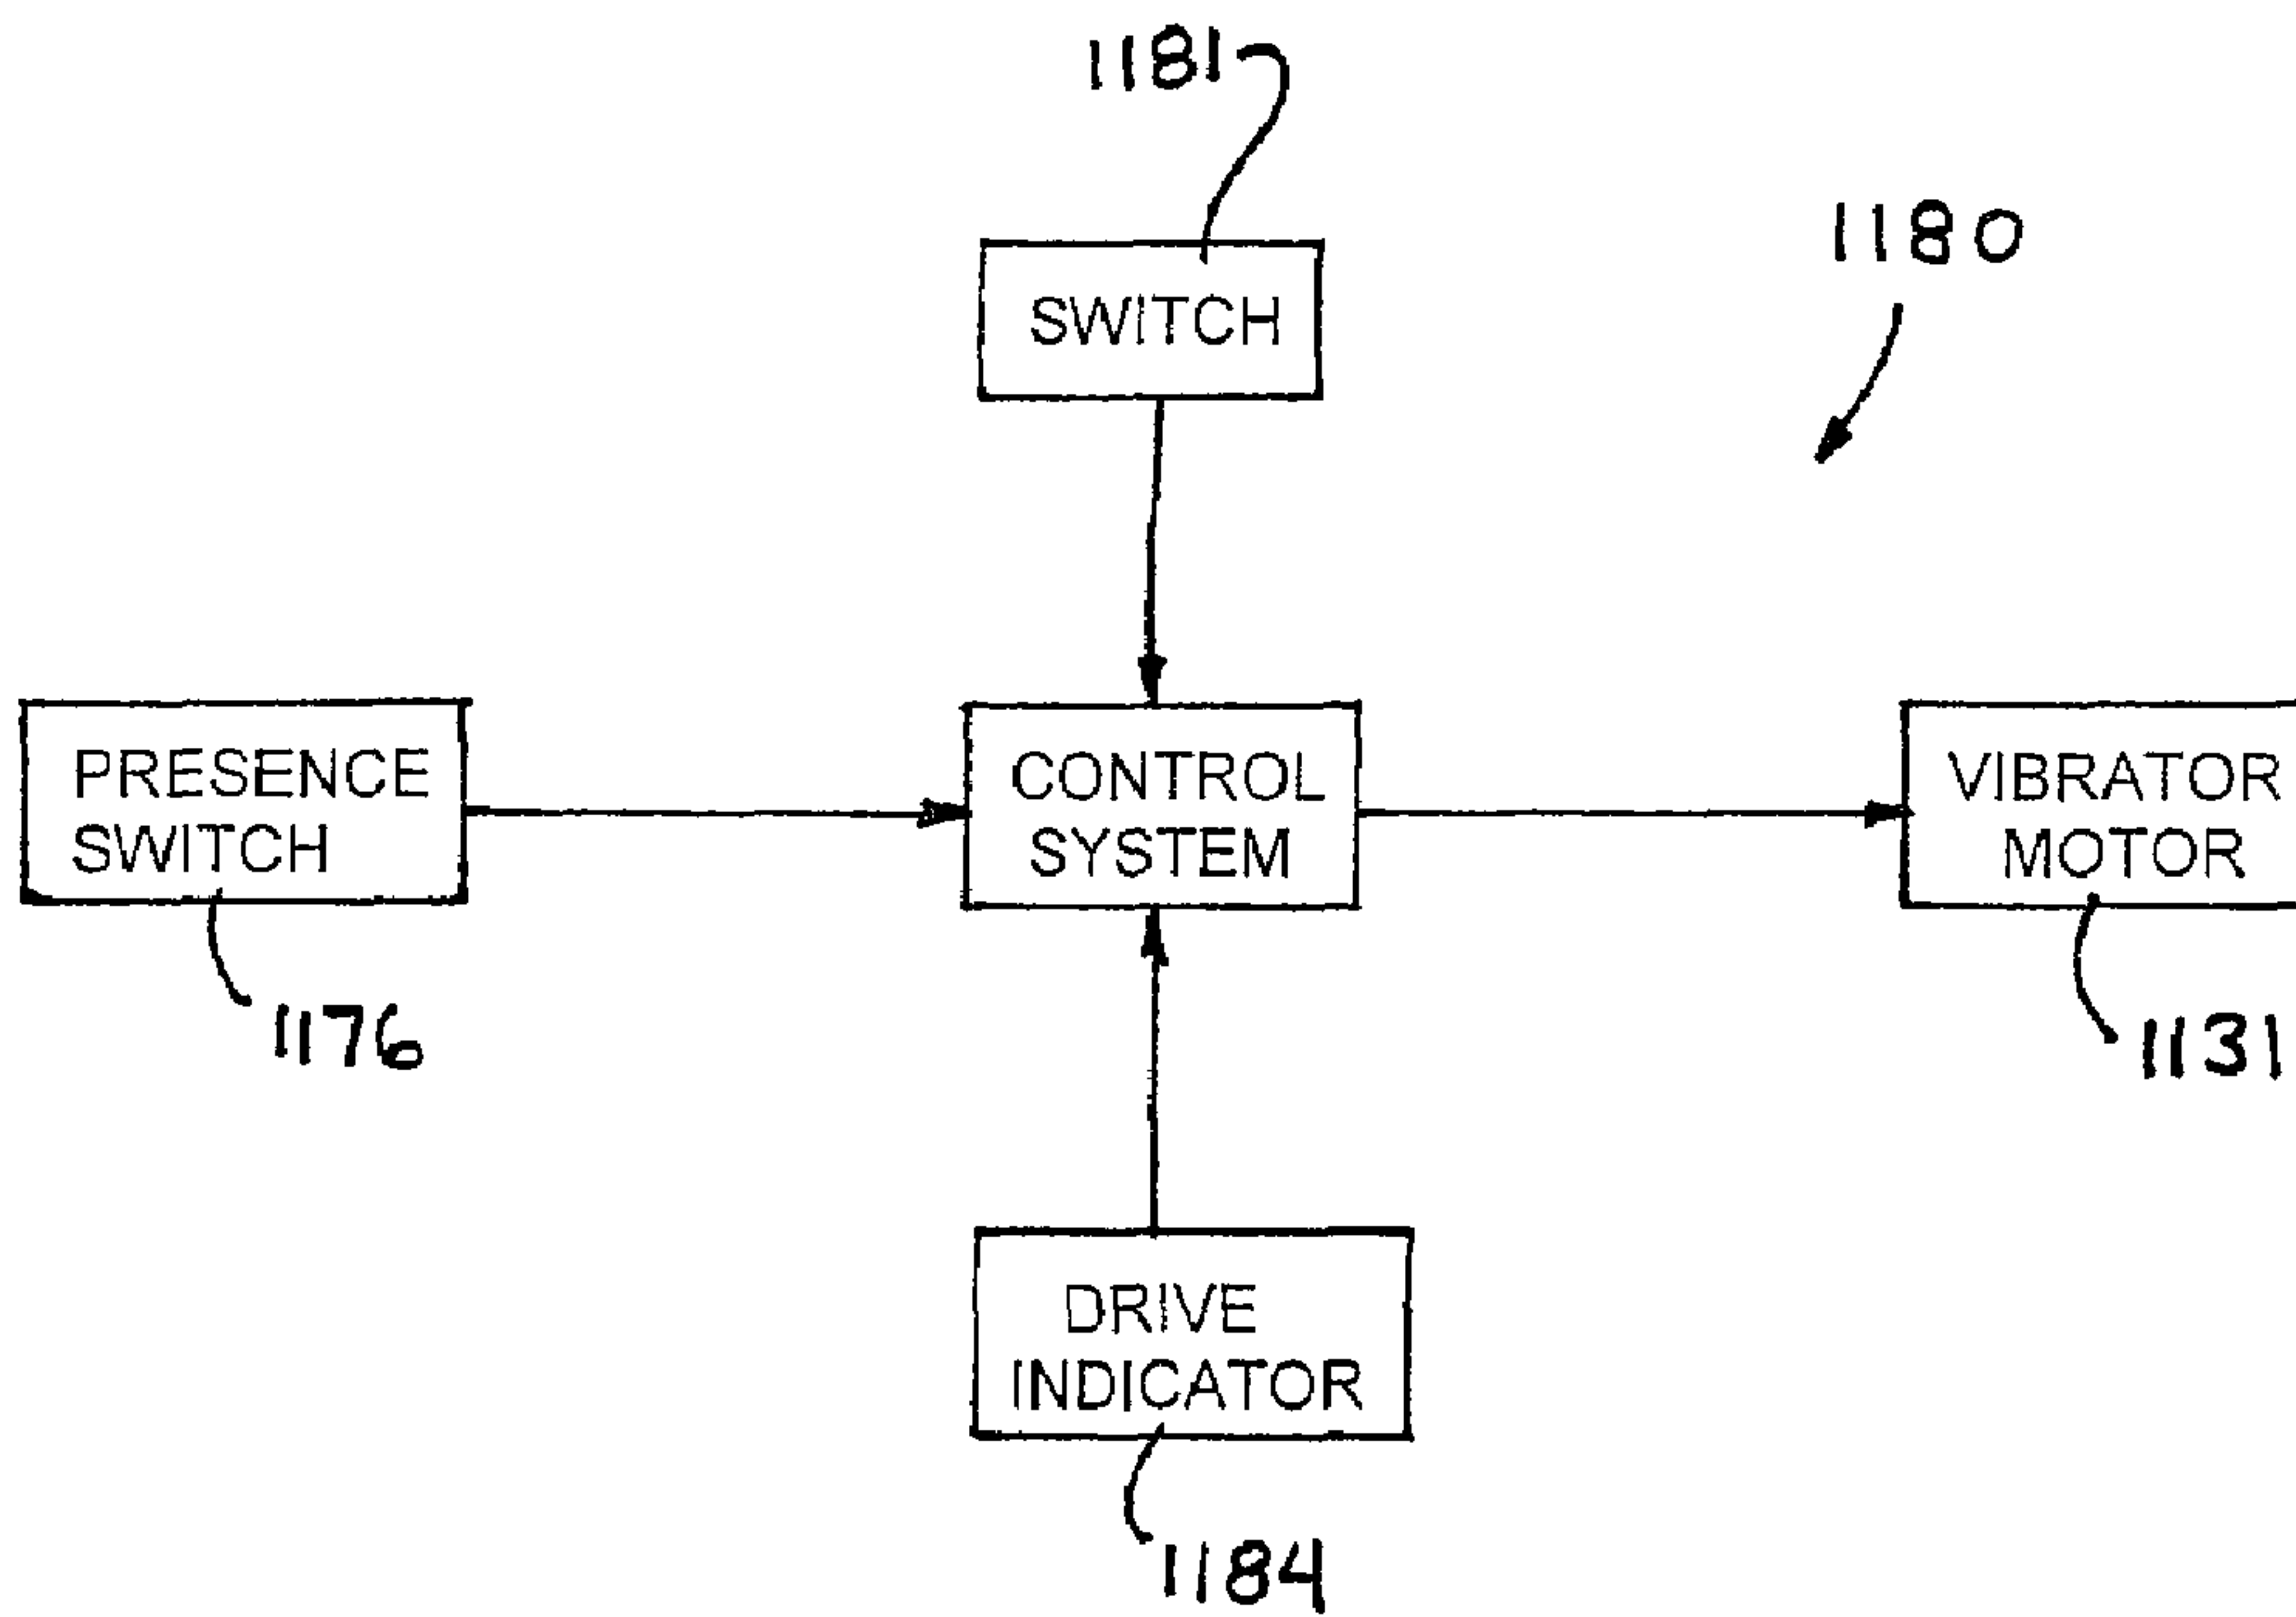 1181
1180
SWITCH
PRESENCE
SWITCH
CONTROL
SYSTEM
VIBRATOR
MOTOR
1176
1131
DRIVE
INDICATOR
1184